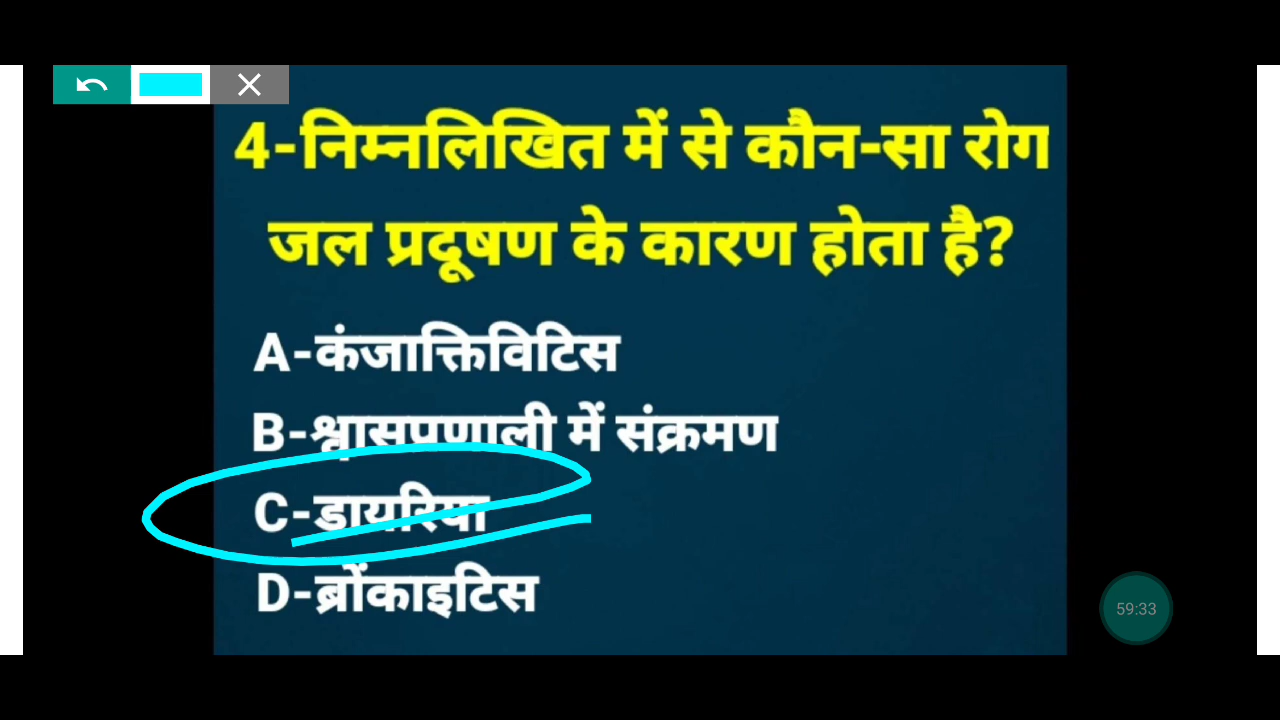 4-निम्नलिखित में से कौन-सा रोग
जल प्रदूषण के कारण होता है?
A-कंजाक्तिविटिस
B-श्वासप्रणाली में संक्रमण
C-डायरिया
D-ब्रोंकाइटिस
59:33